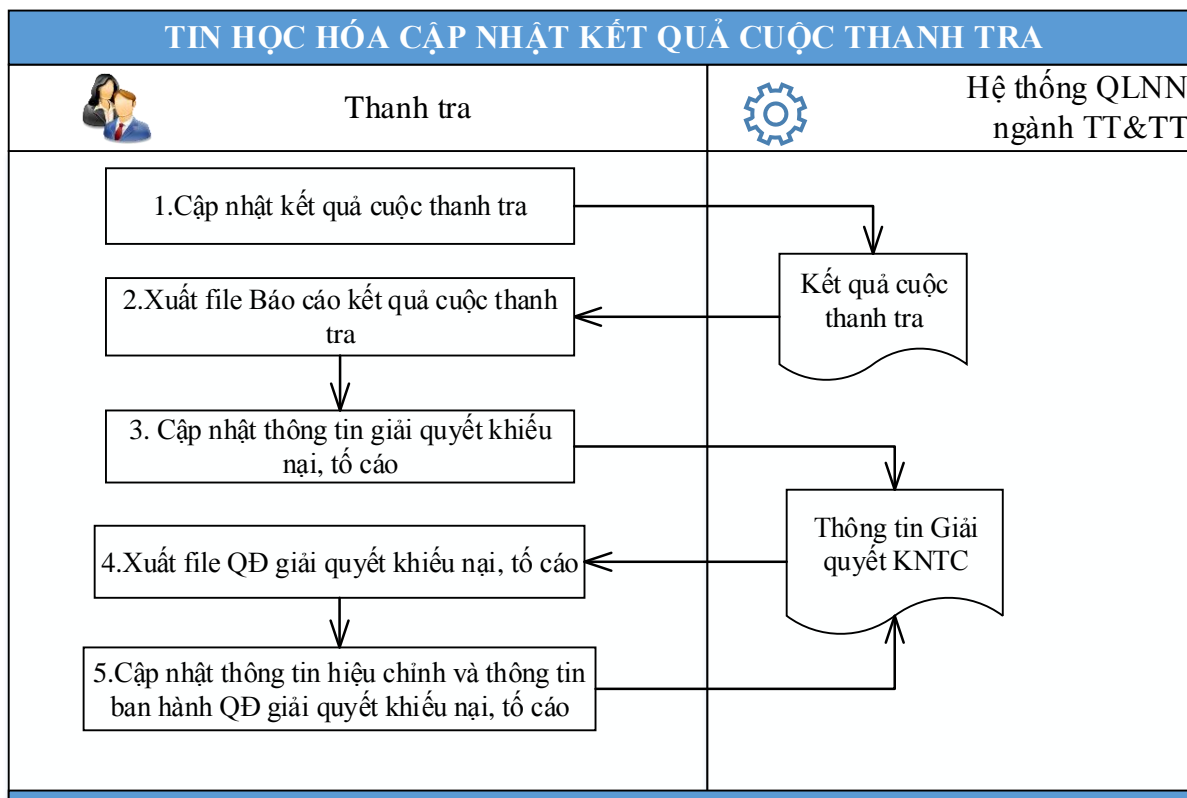 TIN HỌC HÓA CẬP NHẬT KẾT QUẢ CUỘC THANH TRA
Thanh tra
Hệ thống QLNN
ngành TT&TT
1.Cập nhật kết quả cuộc thanh tra
Kết quả cuộc
thanh tra
2.Xuất file Báo cáo kết quả cuộc thanh
tra
3. Cập nhật thông tin giải quyết khiếu
nại, tố cáo
Thông tin Giải
quyết KNTC
4.Xuất file QĐ giải quyết khiếu nại, tố cáo
5.Cập nhật thông tin hiệu chỉnh và thông tin
ban hành QĐ giải quyết khiếu nại, tố cáo